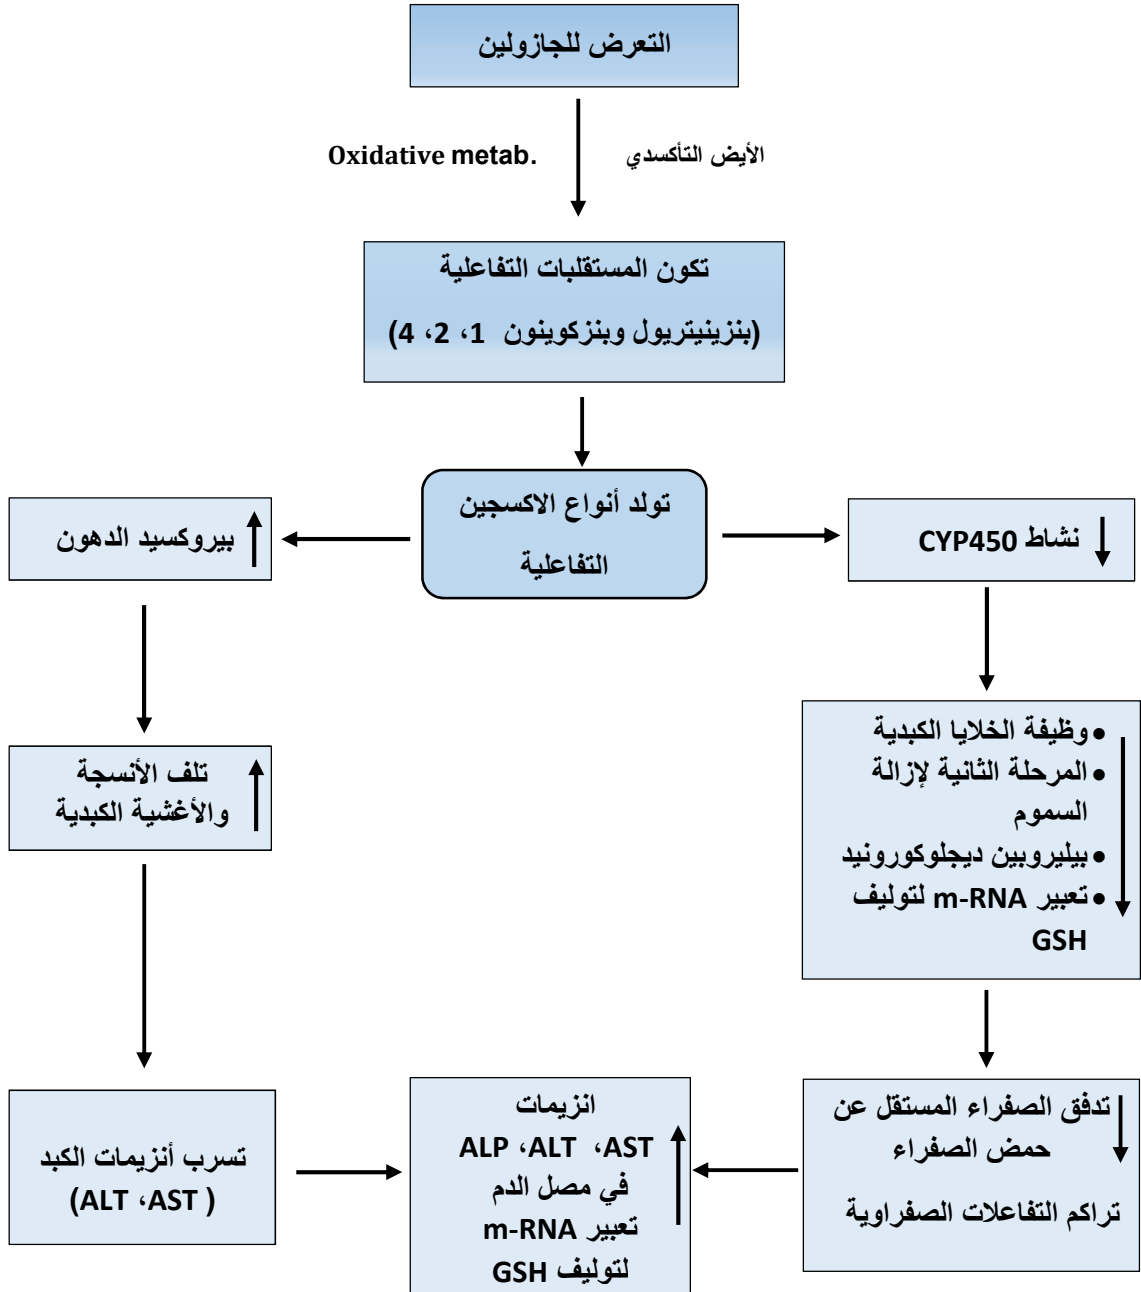 التعرض للجازولين
Oxidative metab.
الأيض التأكسدي
تكون المستقلبات التفاعلية
(بنزينيتريول وبنزكوينون 1، 2، 4)
تولد أنواع الاكسجين
التفاعلية
بيروكسيد الدهون
نشاط CYP450
تلف الأنسجة
والأغشية الكبدية
• وظيفة الخلايا الكبدية
• المرحلة الثانية لإزالة
السموم
• بيليروبين ديجلوكورونيد
• تعبير m-RNA لتوليف
GSH
تسرب أنزيمات الكبد
(ALT ،AST )
انزيمات
ALP ،ALT ،AST
في مصل الدم
تعبير m-RNA
لتوليف GSH
تدفق الصفراء المستقل عن
حمض الصفراء
تراكم التفاعلات الصفراوية